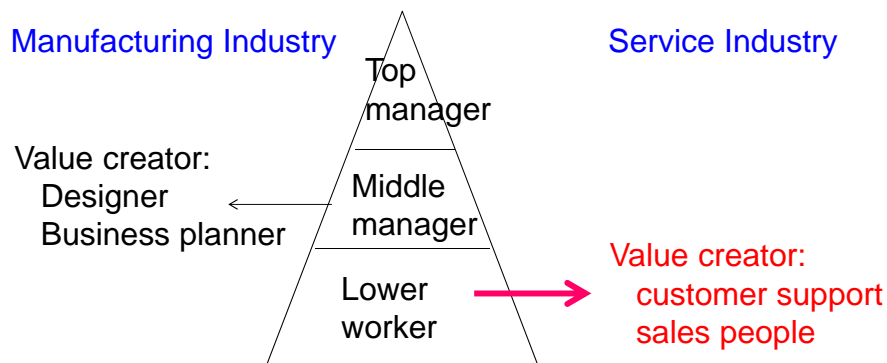 Manufacturing Industry
Service Industry
Top
manager
Value creator:
Designer
Business planner
Middle
manager
Lower
worker
Value creator:
customer support
sales people